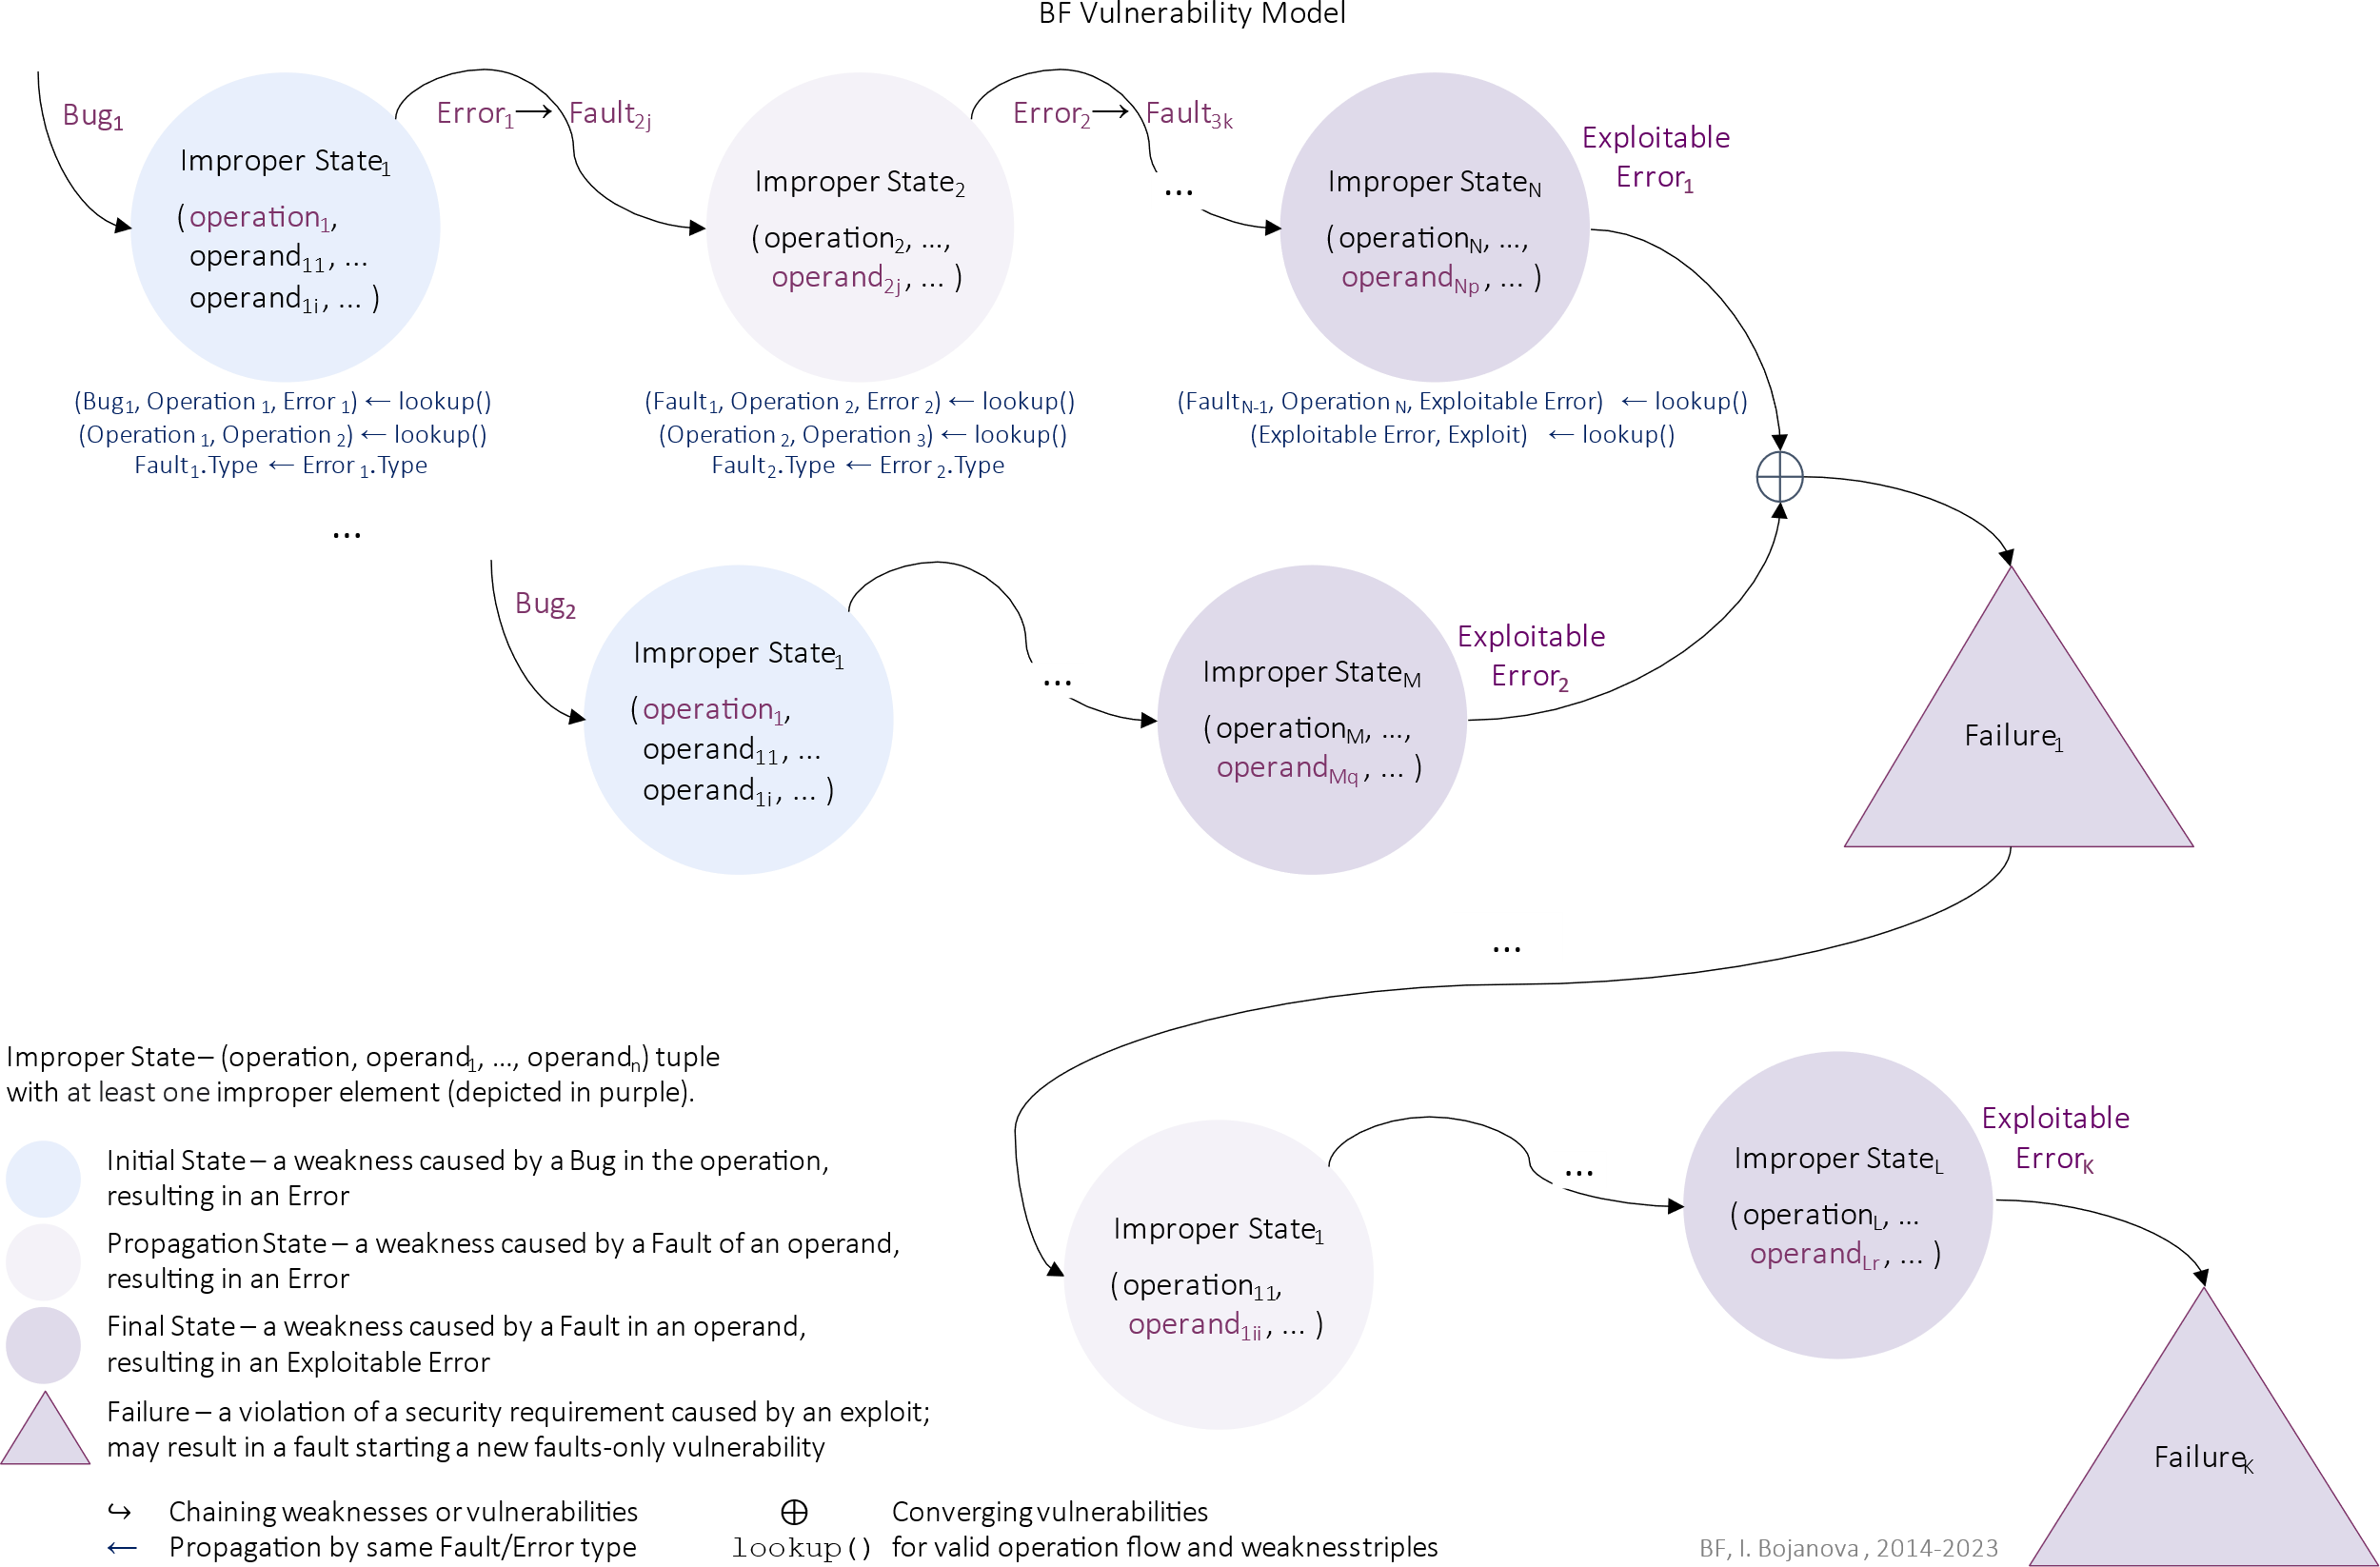 BF Vulnerability Model
Bug1
Error1 → Fault2j
Error2 → Fault3k
Exploitable
Error1
Improper State1
(operation1,
operand11, ...
operand1i, ... )
Improper State2
(operation2, ...,
operand2j, ... )
...
Improper StateN
(operationN, ...,
operandNp, ... )
(Bug1, Operation 1, Error 1) ← lookup()
(Operation 1, Operation 2) ← lookup()
Fault1.Type ← Error 1.Type
(Fault1, Operation 2, Error 2) ← lookup()
(Operation 2, Operation 3) ← lookup()
Fault2.Type ← Error 2.Type
(FaultN-1, Operation N, Exploitable Error) ← lookup()
(Exploitable Error, Exploit) ← lookup()
...
Bug2
Improper State1
(operation1,
operand11, ...
operand1i, ... )
...
Improper StateM
(operationM, ...,
operandMq, ... )
Exploitable
Error2
Failure1
...
Improper State1
(operation11,
operand1ii, ... )
...
Improper StateL
(operationL, ...
operandLr, ... )
Exploitable
ErrorK
FailureK
Improper State – (operation, operand1, ..., operandn) tuple
with at least one improper element (depicted in purple).
Initial State – a weakness caused by a Bug in the operation,
resulting in an Error
Propagation State – a weakness caused by a Fault of an operand,
resulting in an Error
Final State – a weakness caused by a Fault in an operand,
resulting in an Exploitable Error
Failure – a violation of a security requirement caused by an exploit;
may result in a fault starting a new faults-only vulnerability
↪ Chaining weaknesses or vulnerabilities
← Propagation by same Fault/Error type
⊕ Converging vulnerabilities
lookup() for valid operation flow and weaknesstriples
BF, I. Bojanova , 2014-2023